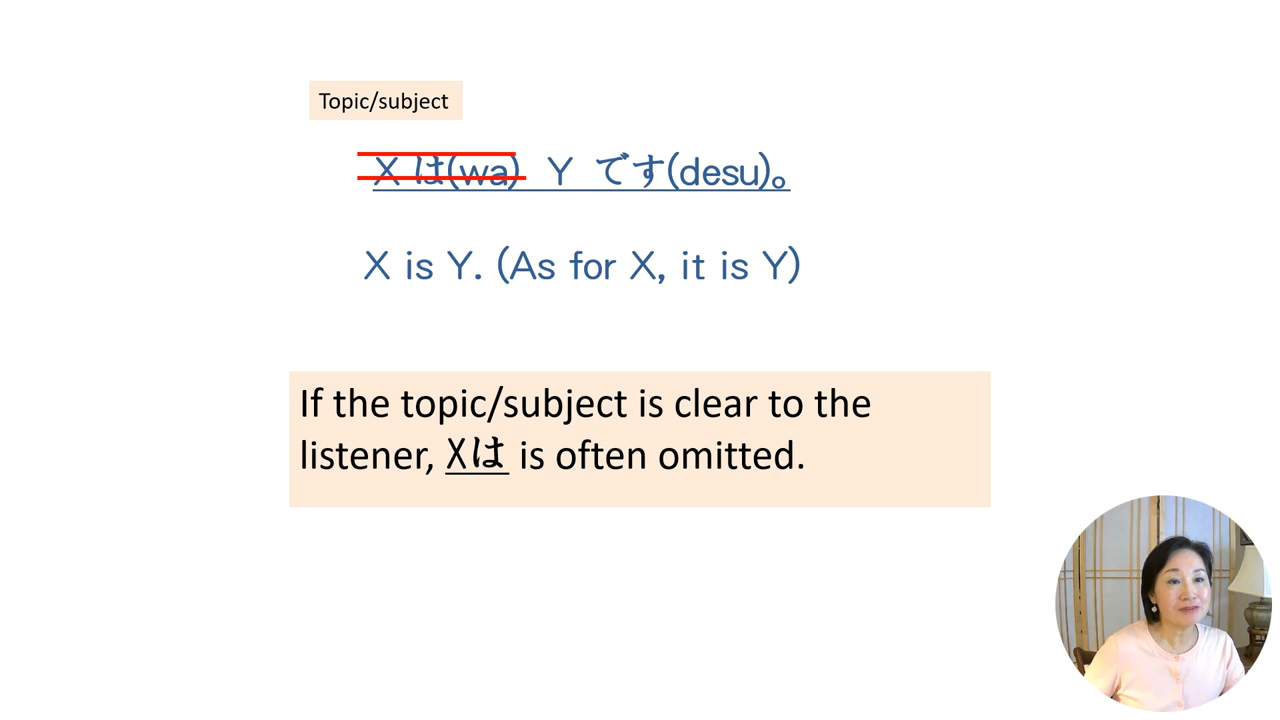 Topic/subject
X は(wa) Y です(desu)。
X is Y. (As for X, it is Y)
If the topic/subject is clear to the
listener, Xは is often omitted.